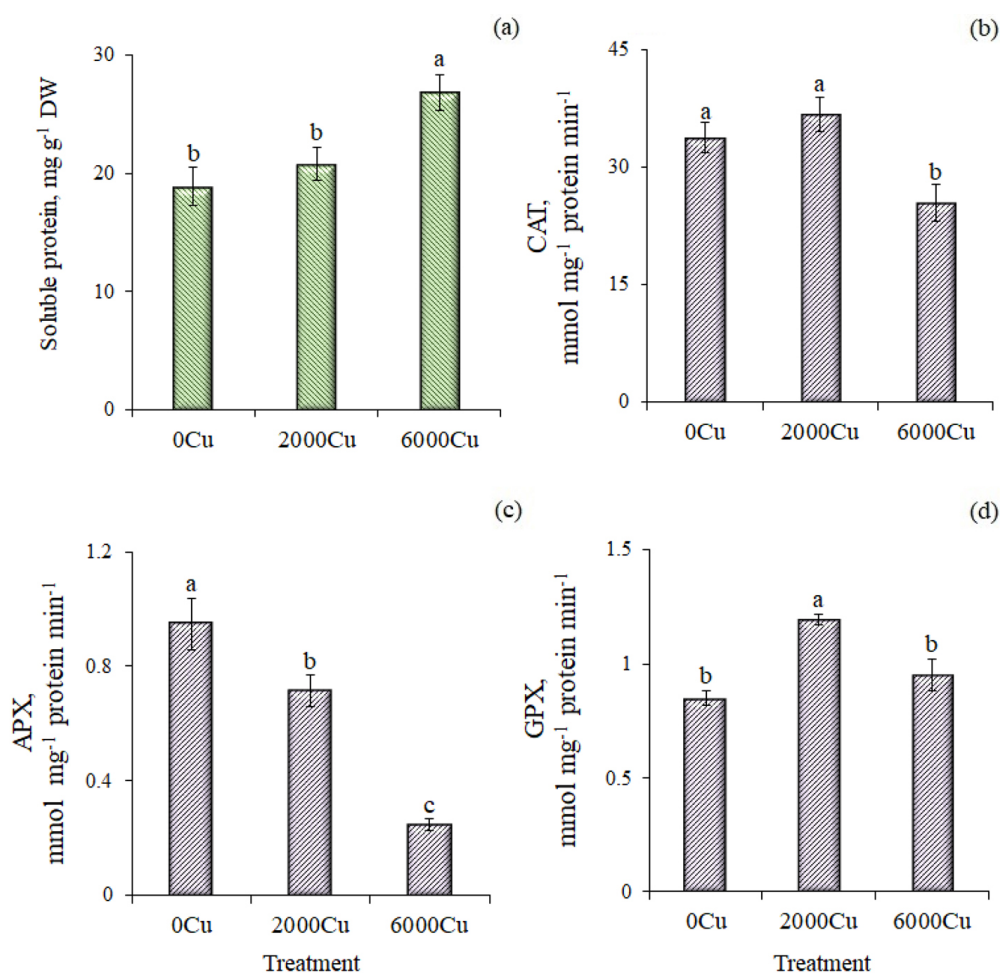 (a)
Soluble protein, mg g⁻¹ DW
30
20
10
0
b
b
a
0Cu
2000Cu
6000Cu
(b)
CAT,
mmol mg⁻¹ protein min⁻¹
45
30
15
0
a
a
b
0Cu
2000Cu
6000Cu
(c)
APX,
mmol mg⁻¹ protein min⁻¹
1.2
0.8
0.4
0
a
b
c
0Cu
2000Cu
6000Cu
Treatment
(d)
GPX,
mmol mg⁻¹ protein min⁻¹
1.5
1
0.5
0
b
a
b
0Cu
2000Cu
6000Cu
Treatment